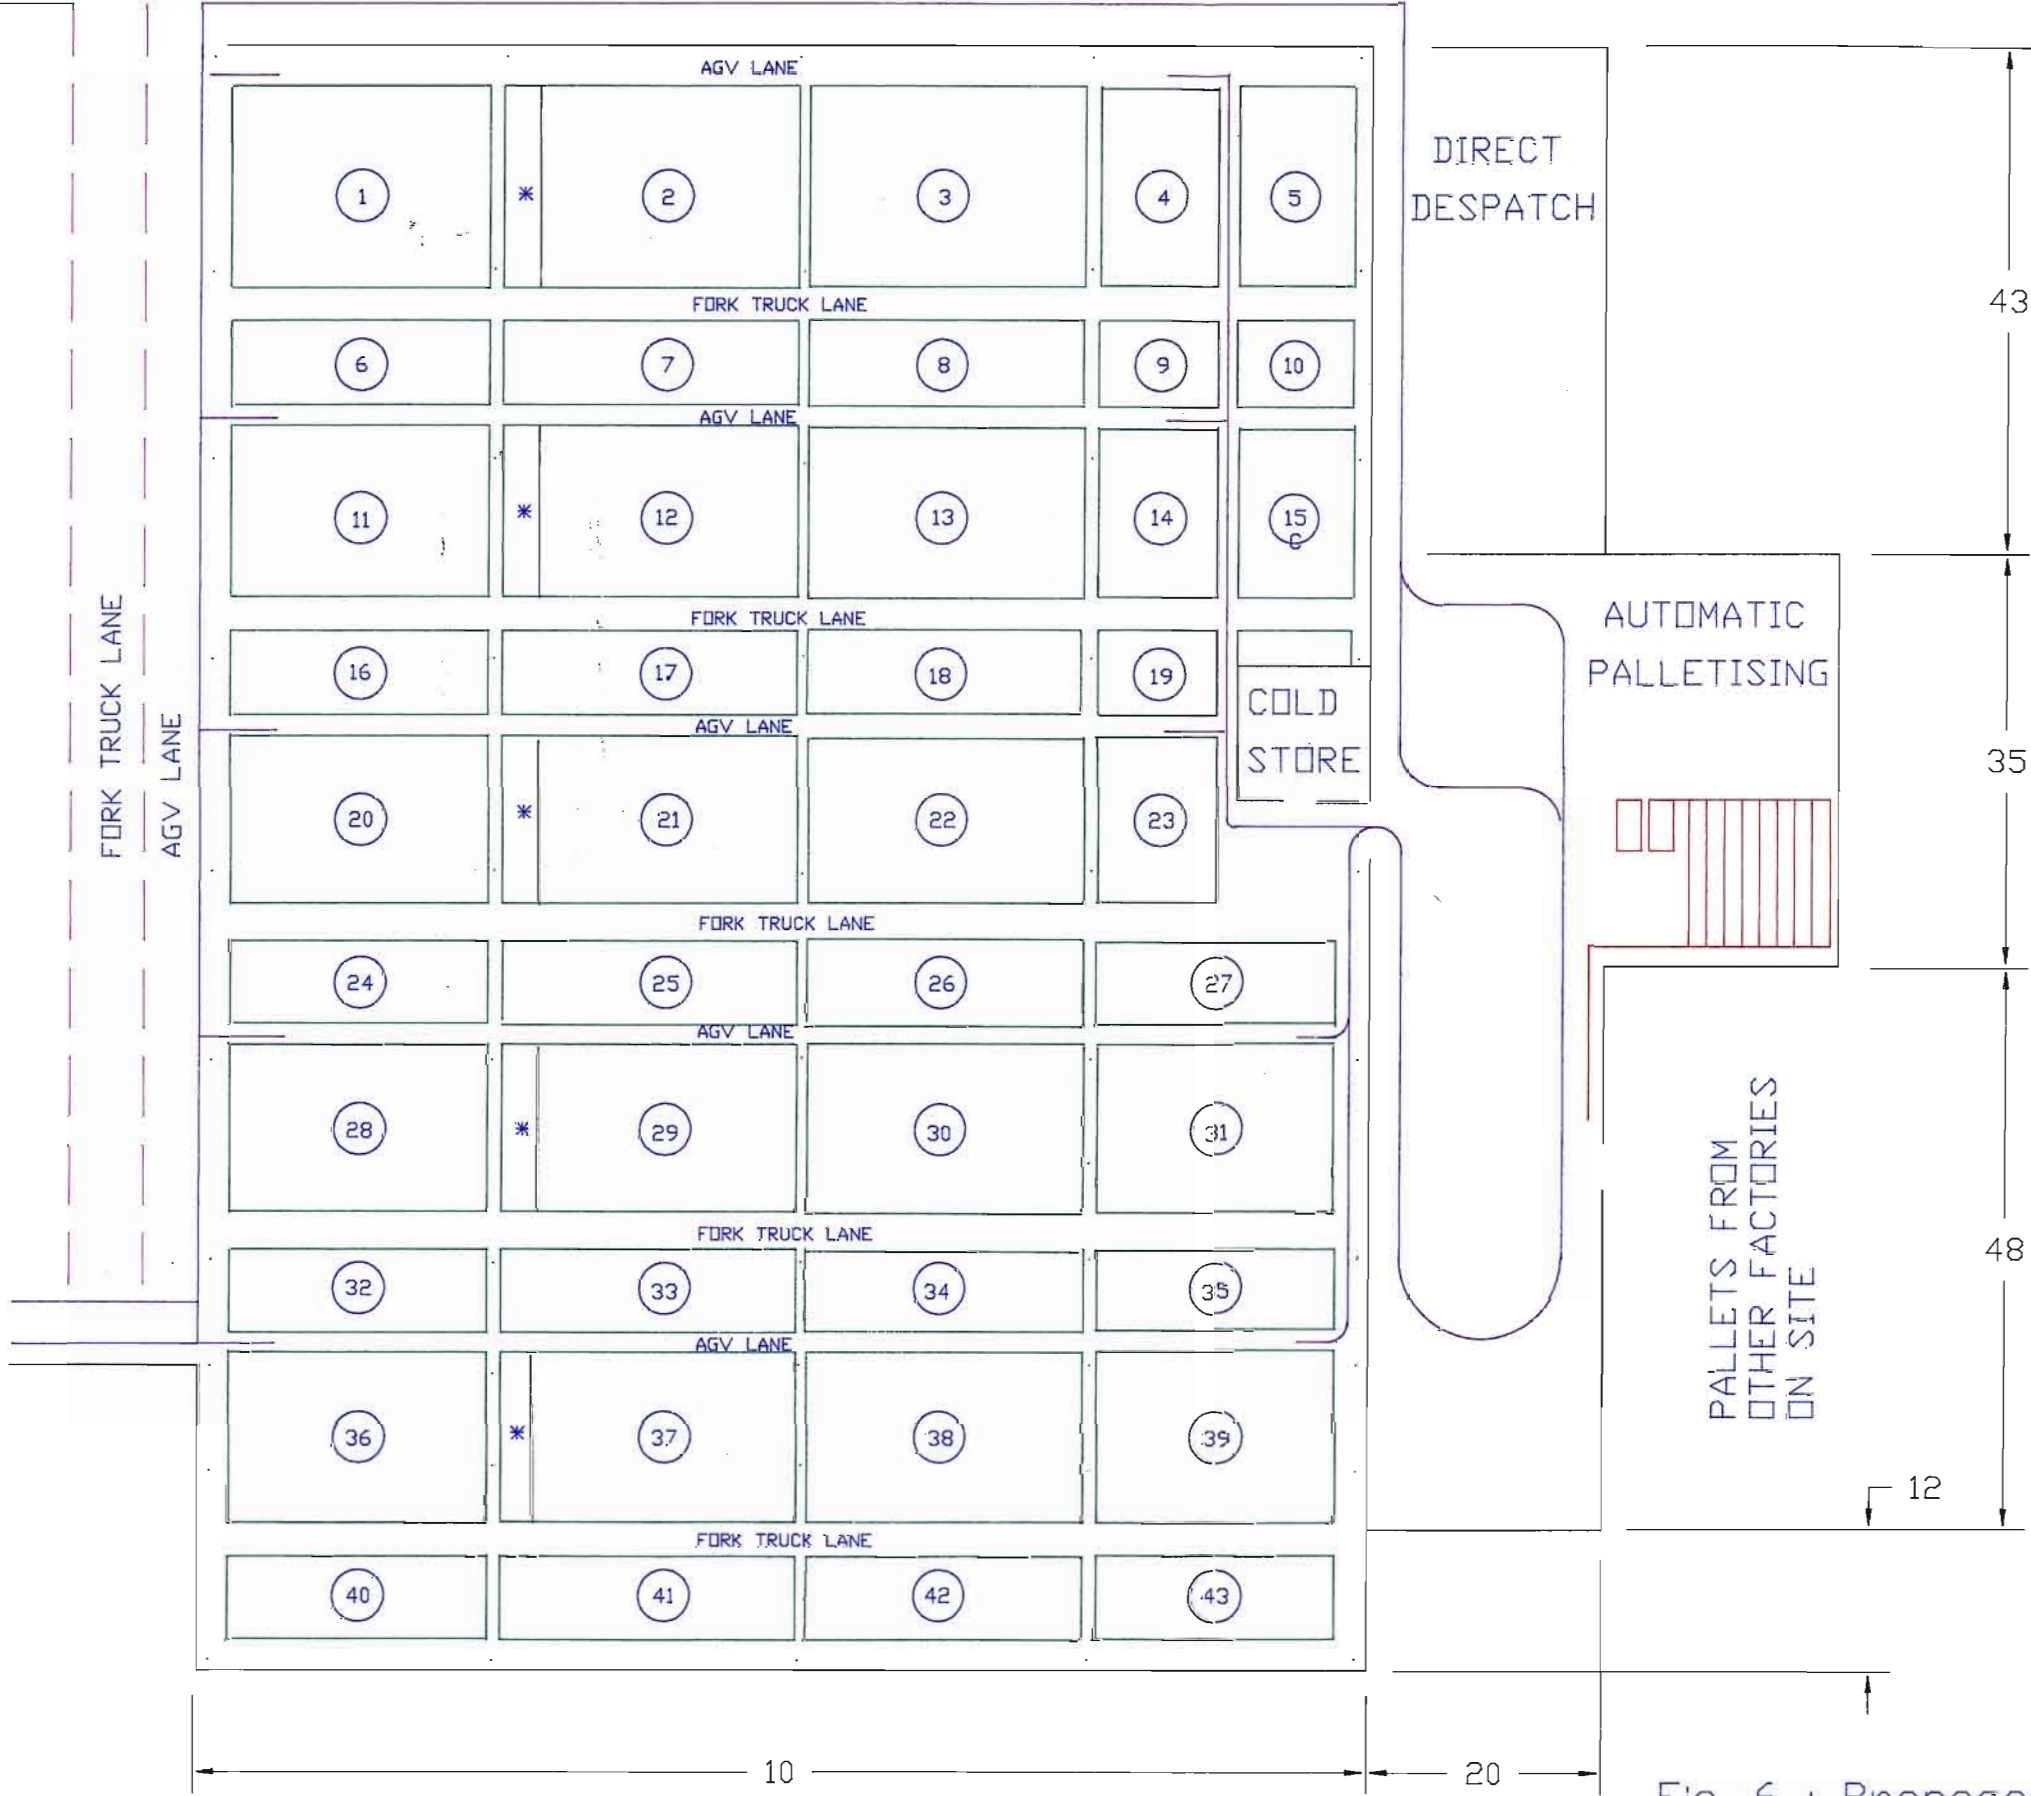 AGV LANE
1
*
2
3
4
5
DIRECT
DESPATCH
43
FORK TRUCK LANE
6
7
8
9
10
AGV LANE
11
*
12
13
14
15
C
FORK TRUCK LANE
16
17
18
19
COLD
STORE
AUTOMATIC
PALLETISING
35
FORK TRUCK LANE
AGV LANE
AGV LANE
20
*
21
22
23
FORK TRUCK LANE
24
25
26
27
AGV LANE
28
*
29
30
31
PALLETS FROM
OTHER FACTORIES
ON SITE
48
FORK TRUCK LANE
32
33
34
35
AGV LANE
36
*
37
38
39
12
FORK TRUCK LANE
40
41
42
43
10
20